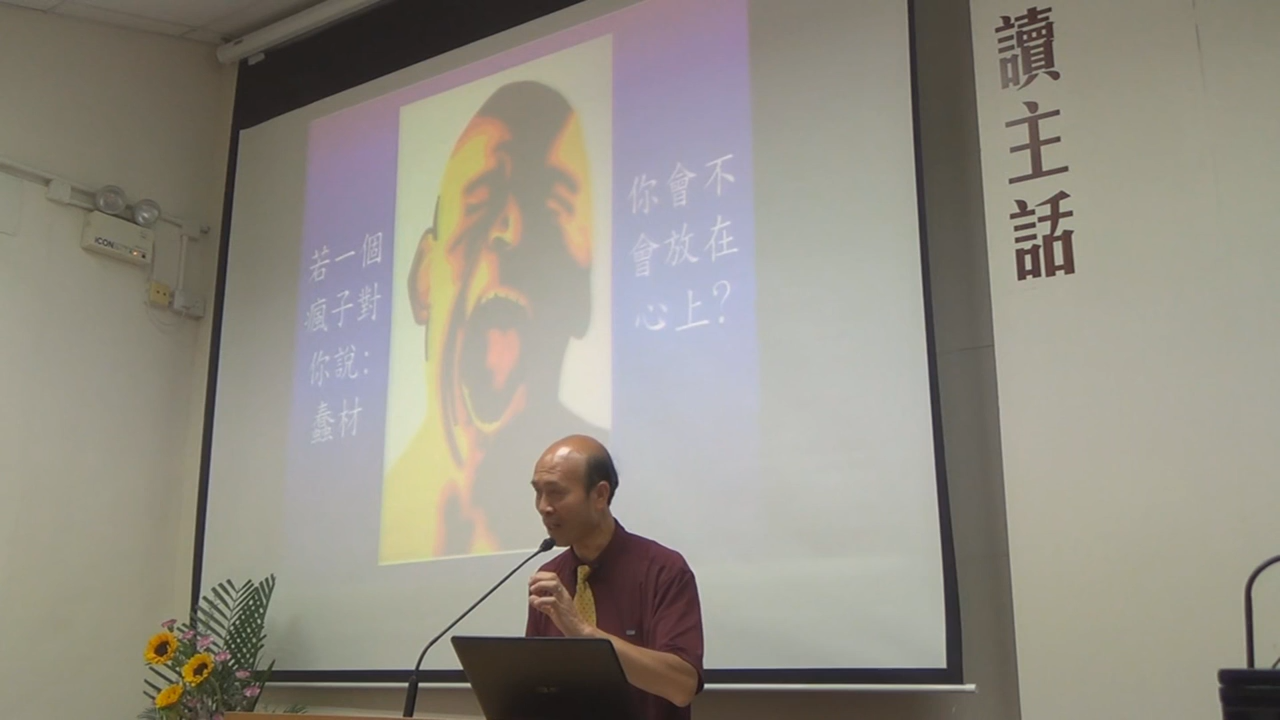 若一個
瘋子對
你說：
蠢材
你會不
會放在
心上？
讀主話
ICON